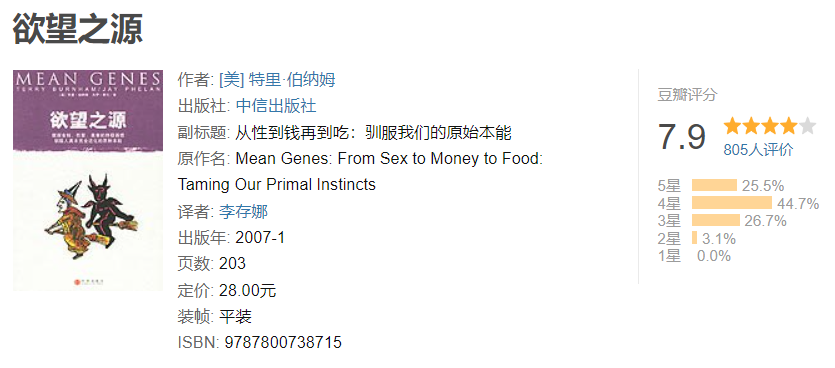 欲望之源
MEAN GENES
TERRY BURNHAM/JAY PHELAN
欲望之源
作者: [美] 特里·伯纳姆
出版社: 中信出版社
副标题: 从性到钱再到吃：驯服我们的原始本能
原作名: Mean Genes: From Sex to Money to Food:
Taming Our Primal Instincts
译者: 李存娜
出版年: 2007-1
页数: 203
定价: 28.00元
装帧: 平装
ISBN: 9787800738715
豆瓣评分
7.9
805人评价
5星 25.5%
4星 44.7%
3星 26.7%
2星 3.1%
1星 0.0%